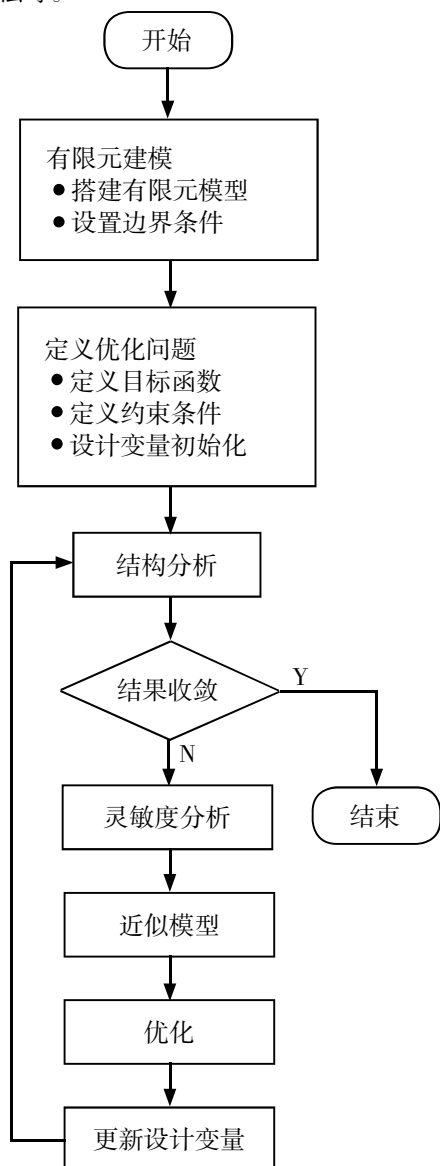 开始
有限元建模
●搭建有限元模型
●设置边界条件
定义优化问题
●定义目标函数
●定义约束条件
●设计变量初始化
结构分析
结果收敛
Y
N
灵敏度分析
结束
近似模型
优化
更新设计变量